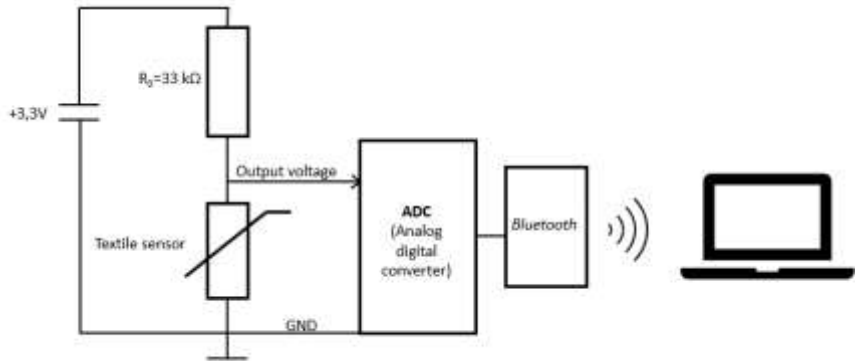 R₀=33 kΩ
+3,3V
Output voltage
ADC
(Analog
digital
converter)
Bluetooth
Textile sensor
GND